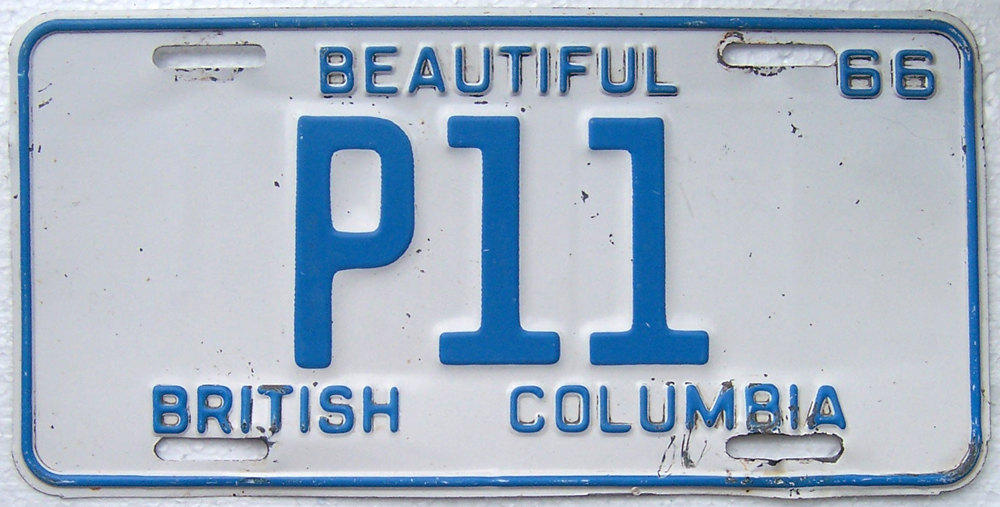 BEAUTIFUL 66
P11
BRITISH COLUMBIA